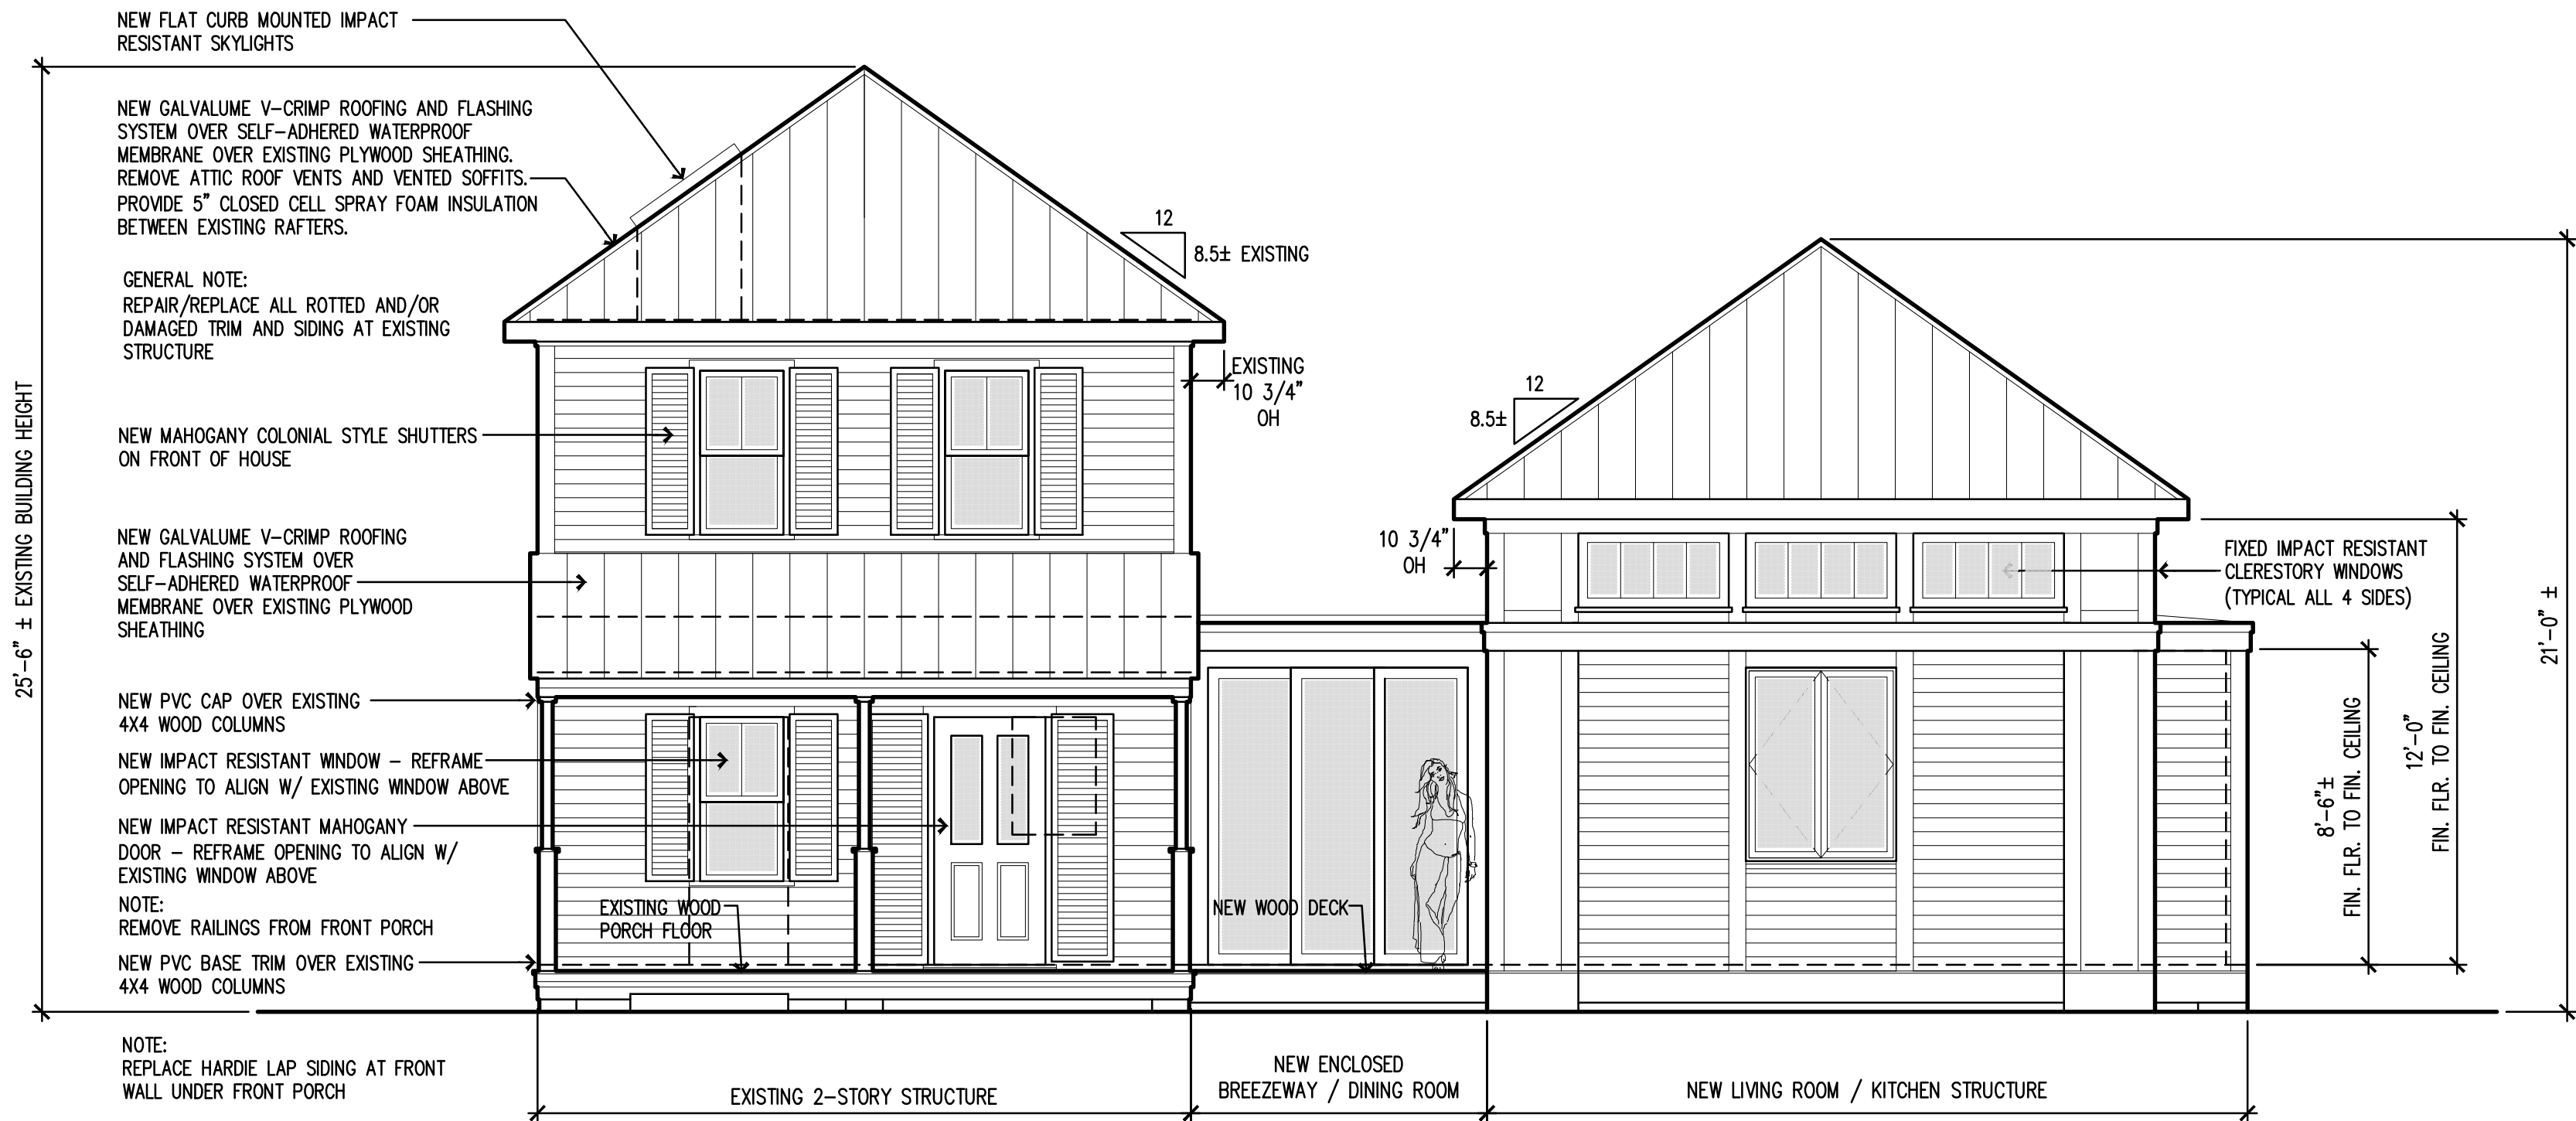 NEW FLAT CURB MOUNTED IMPACT
RESISTANT SKYLIGHTS
NEW GALVALUME V-CRIMP ROOFING AND FLASHING
SYSTEM OVER SELF-ADHERED WATERPROOF
MEMBRANE OVER EXISTING PLYWOOD SHEATHING.
REMOVE ATTIC ROOF VENTS AND VENTED SOFFITS.
PROVIDE 5" CLOSED CELL SPRAY FOAM INSULATION
BETWEEN EXISTING RAFTERS.
GENERAL NOTE:
REPAIR/REPLACE ALL ROTTED AND/OR
DAMAGED TRIM AND SIDING AT EXISTING
STRUCTURE
25'-6" ± EXISTING BUILDING HEIGHT
NEW MAHOGANY COLONIAL STYLE SHUTTERS
ON FRONT OF HOUSE
NEW GALVALUME V-CRIMP ROOFING
AND FLASHING SYSTEM OVER
SELF-ADHERED WATERPROOF
MEMBRANE OVER EXISTING PLYWOOD
SHEATHING
NEW PVC CAP OVER EXISTING
4X4 WOOD COLUMNS
NEW IMPACT RESISTANT WINDOW - REFRAME
OPENING TO ALIGN W/ EXISTING WINDOW ABOVE
NEW IMPACT RESISTANT MAHOGANY
DOOR - REFRAME OPENING TO ALIGN W/
EXISTING WINDOW ABOVE
NOTE:
REMOVE RAILINGS FROM FRONT PORCH
NEW PVC BASE TRIM OVER EXISTING
4X4 WOOD COLUMNS
NOTE:
REPLACE HARDIE LAP SIDING AT FRONT
WALL UNDER FRONT PORCH
12
8.5± EXISTING
EXISTING
10 3/4"
OH
12
8.5±
10 3/4"
OH
FIXED IMPACT RESISTANT
CLERESTORY WINDOWS
(TYPICAL ALL 4 SIDES)
8'-6"±
FIN. FLR. TO FIN. CEILING
12'-0"
FIN. FLR. TO FIN. CEILING
21'-0" ±
EXISTING WOOD
PORCH FLOOR
NEW WOOD DECK
EXISTING 2-STORY STRUCTURE
NEW ENCLOSED
BREEZEWAY / DINING ROOM
NEW LIVING ROOM / KITCHEN STRUCTURE